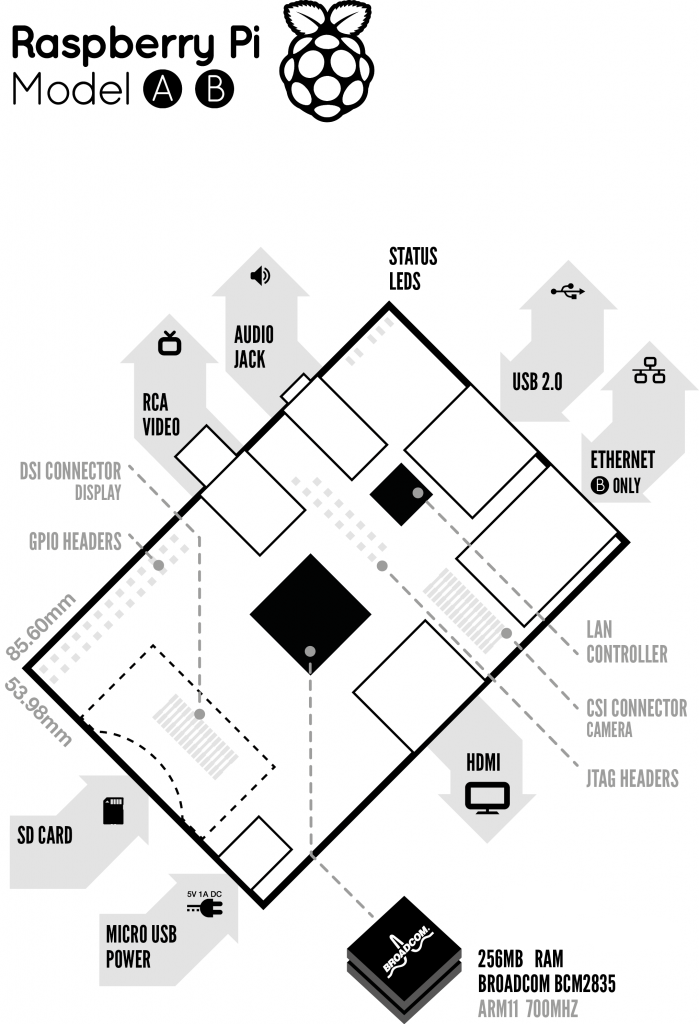 Raspberry Pi
Model A B
STATUS
LEDS
AUDIO
JACK
USB 2.0
RCA
VIDEO
ETHERNET
B ONLY
DSI CONNECTOR
DISPLAY
GPIO HEADERS
85.60mm
53.98mm
LAN
CONTROLLER
CSI CONNECTOR
CAMERA
JTAG HEADERS
HDMI
SD CARD
5V 1A DC
MICRO USB
POWER
BROADCOM.
256MB RAM
BROADCOM BCM2835
ARM11 700MHZ